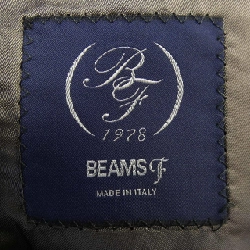 BF
1978
BEAMS F
MADE IN ITALY